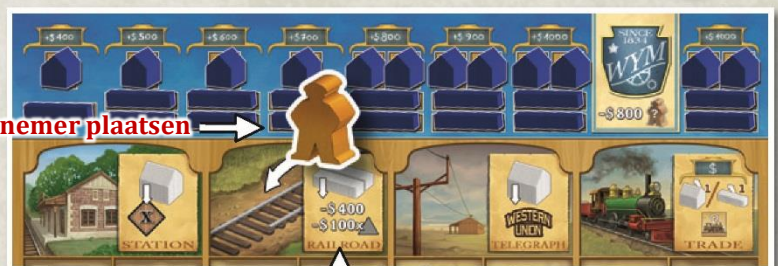 +$400 +$500 +$600 +$700 +$800 +$900 +$1000
SINCE
1634
WYM
-$800 ?
nemer plaatsen
X
STATION
-$400
-$100x
RAILROAD
WESTERN
UNION
TELEGRAPH
$
1 1
TRADE